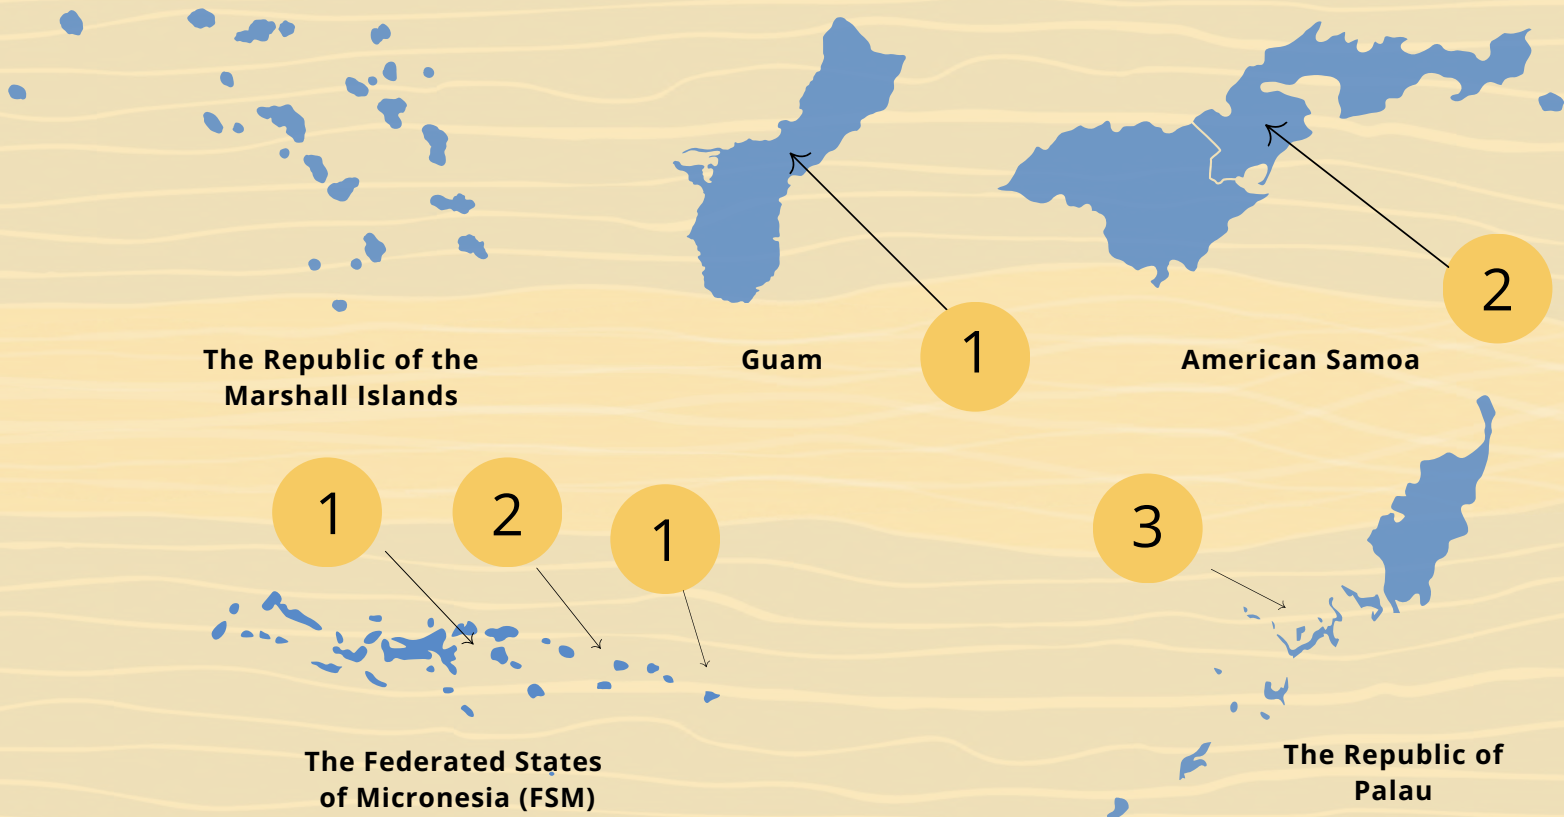 2
1
The Republic of the
Marshall Islands
Guam
American Samoa
1
2
1
3
The Federated States
of Micronesia (FSM)
The Republic of
Palau